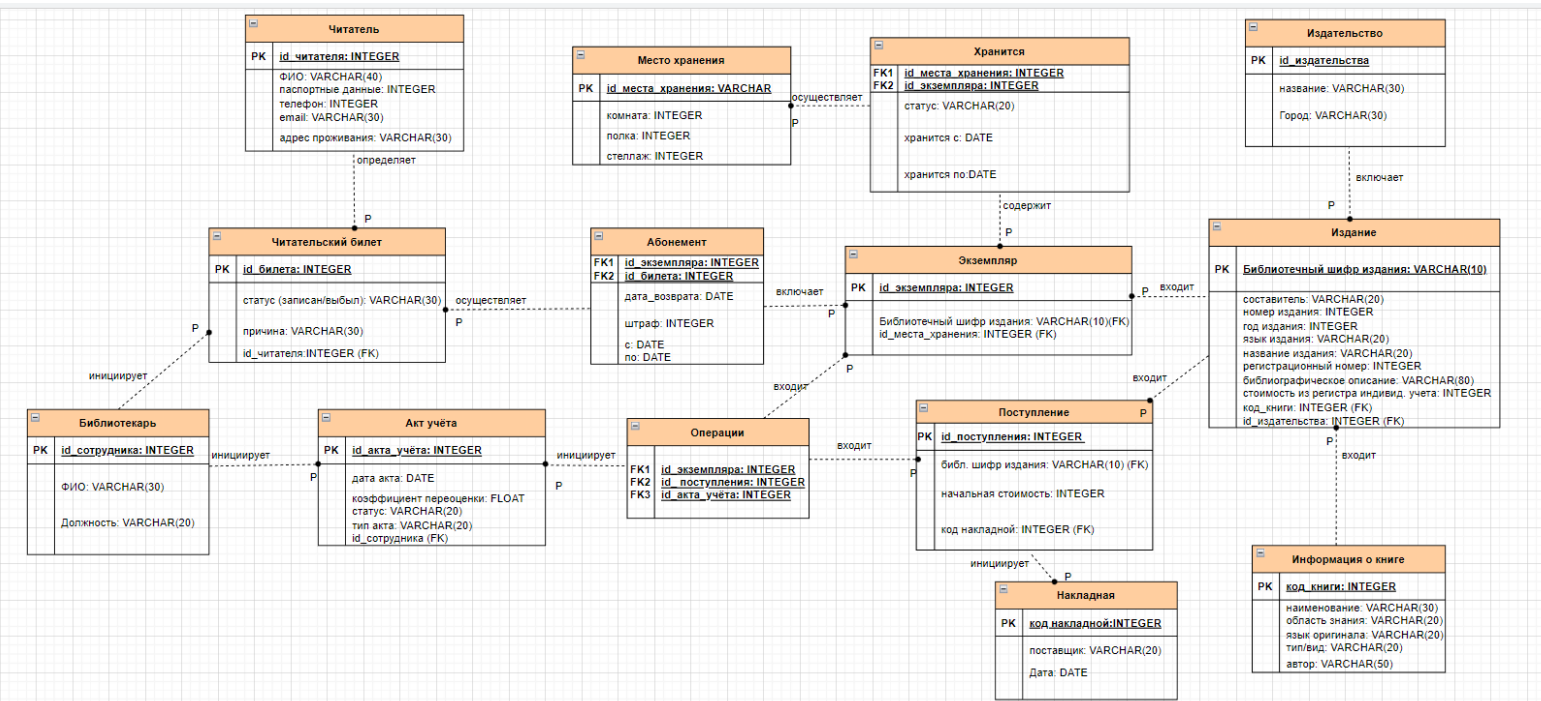 Читатель
PK id_читателя: INTEGER
ФИО: VARCHAR(40)
паспортные данные: INTEGER
телефон: INTEGER
email: VARCHAR(30)
адрес проживания: VARCHAR(30)
определяет
P
Место хранения
PK id_места_хранения: VARCHAR
комната: INTEGER
полка: INTEGER
стеллаж: INTEGER
осуществляет
P
Хранится
FK1 id_места_хранения: INTEGER
FK2 id_экземпляра: INTEGER
статус: VARCHAR(20)
хранится с: DATE
хранится по:DATE
содержит
P
Издательство
PK id_издательства
название: VARCHAR(30)
Город: VARCHAR(30)
включает
P
Читательский билет
PK id_билета: INTEGER
статус (записан/выбыл): VARCHAR(30)
причина: VARCHAR(30)
id_читателя:INTEGER (FK)
осуществляет
P
P
инициирует
Абонемент
FK1 id_экземпляра: INTEGER
FK2 id_билета: INTEGER
дата_возврата: DATE
штраф: INTEGER
с: DATE
по: DATE
включает
P
Экземпляр
PK id_экземпляра: INTEGER
Библиотечный шифр издания: VARCHAR(10)(FK)
id_места_хранения: INTEGER (FK)
P
входит
P
входит
Издание
PK Библиотечный шифр издания: VARCHAR(10)
составитель: VARCHAR(20)
номер издания: INTEGER
год издания: INTEGER
язык издания: VARCHAR(20)
название издания: VARCHAR(20)
регистрационный номер: INTEGER
библиографическое описание: VARCHAR(80)
стоимость из регистра индивид. учета: INTEGER
код_книги: INTEGER (FK)
id_издательства: INTEGER (FK)
P
входит
входит
P
Библиотекарь
PK id_сотрудника: INTEGER
ФИО: VARCHAR(30)
Должность: VARCHAR(20)
инициирует
P
Акт учёта
PK id_акта_учёта: INTEGER
дата акта: DATE
коэффициент переоценки: FLOAT
статус: VARCHAR(20)
тип акта: VARCHAR(20)
id_сотрудника (FK)
инициирует
P
Операции
FK1 id_экземпляра: INTEGER
FK2 id_ поступления: INTEGER
FK3 id_акта_учёта: INTEGER
входит
P
Поступление
PK id_поступления: INTEGER
библ. шифр издания: VARCHAR(10) (FK)
начальная стоимость: INTEGER
код накладной: INTEGER (FK)
инициирует
P
Накладная
PK код накладной:INTEGER
поставщик: VARCHAR(20)
Дата: DATE
Информация о книге
PK код_книги: INTEGER
наименование: VARCHAR(30)
область знания: VARCHAR(20)
язык оригинала: VARCHAR(20)
тип/вид: VARCHAR(20)
автор: VARCHAR(50)